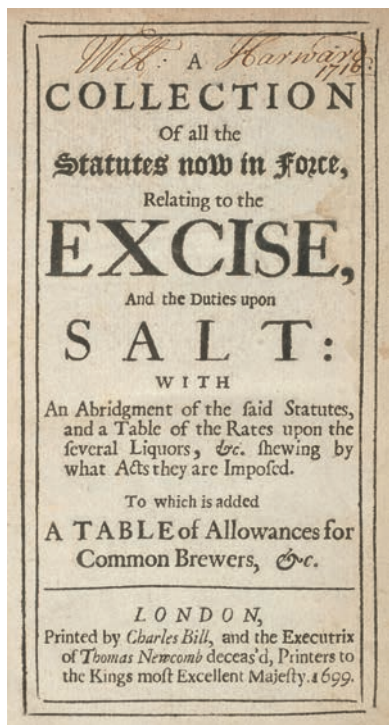 Will: Harward:
1716
A
COLLECTION
Of all the
Statutes now in Force,
Relating to the
EXCISE,
And the Duties upon
SALT:
WITH
An Abridgment of the ſaid Statutes,
and a Table of the Rates upon the
ſeveral Liquors, &c. ſhewing by
what Acts they are Impoſed.
To which is added
A TABLE of Allowances for
Common Brewers, &c.
LONDON,
Printed by Charles Bill, and the Executrix
of Thomas Newcomb deceas'd, Printers to
the Kings moſt Excellent Majeſty. 1699.